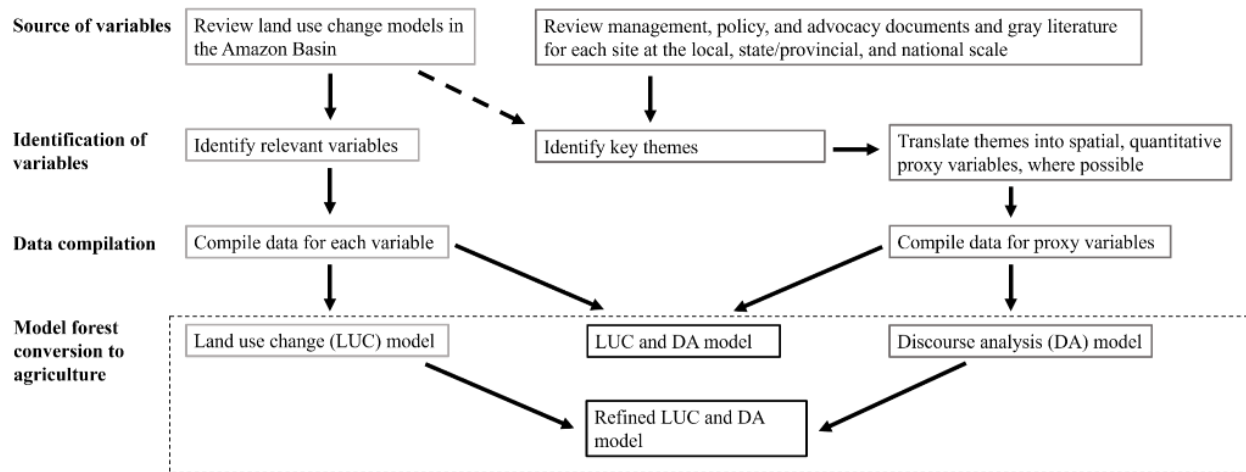 Source of variables
Review land use change models in
the Amazon Basin
Review management, policy, and advocacy documents and gray literature
for each site at the local, state/provincial, and national scale
Identification of
variables
Identify relevant variables
Identify key themes
Translate themes into spatial, quantitative
proxy variables, where possible
Data compilation
Compile data for each variable
Compile data for proxy variables
Model forest
conversion to
agriculture
Land use change (LUC) model
LUC and DA model
Discourse analysis (DA) model
Refined LUC and DA
model